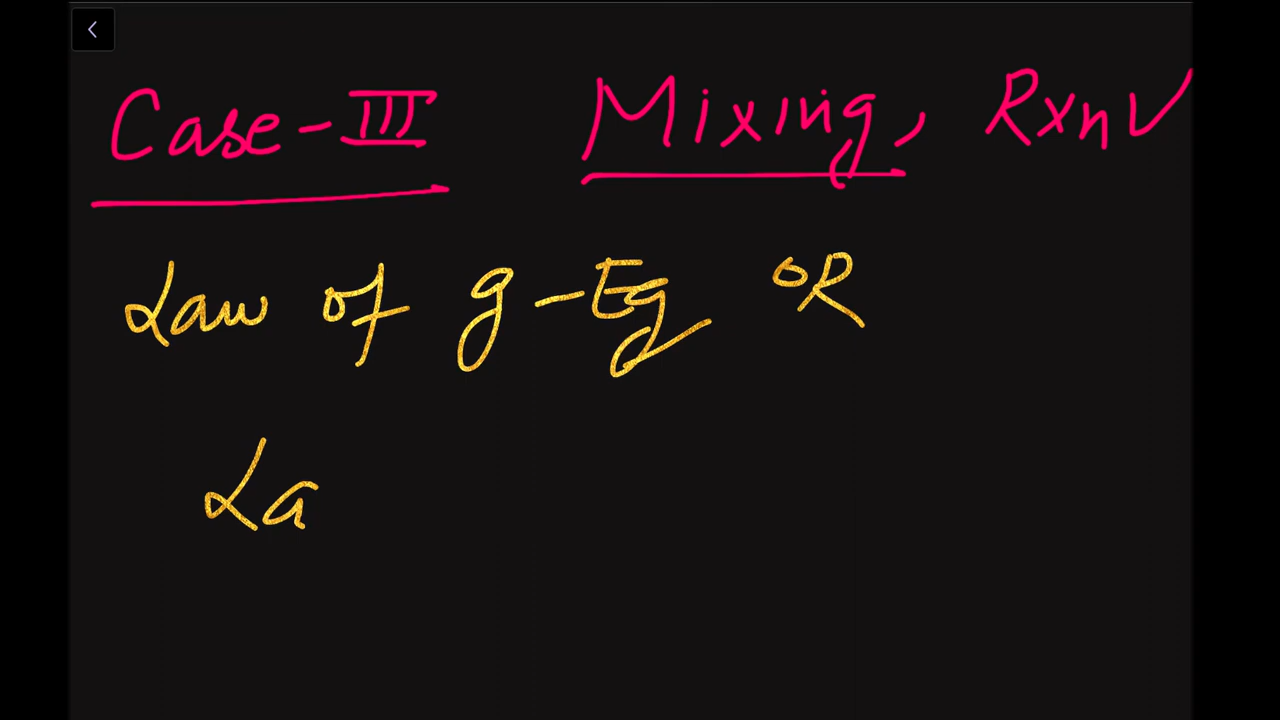 Case-III Mixing, Rxn✓
Law of g-Eq OR
La